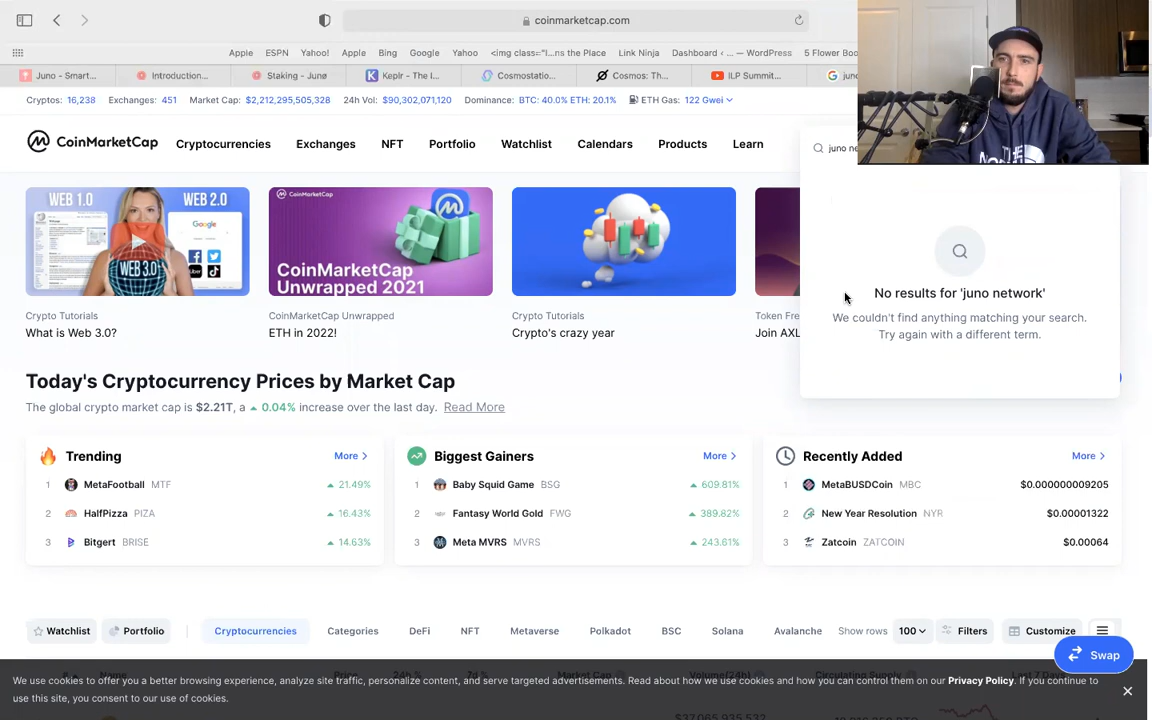 coinmarketcap.com
Apple ESPN Yahoo! Apple Bing Google Yahoo <img class="l...ns the Place Link Ninja Dashboard ‹ ... — WordPress 5 Flower Bo
Juno - Smart... Introduction... Staking - Juno Keplr - The I... Cosmostatio... Cosmos: Th... ILP Summit...
Cryptos: 16,238 Exchanges: 451 Market Cap: $2,212,295,505,328 24h Vol: $90,302,071,120 Dominance: BTC: 40.0% ETH: 20.1% ETH Gas: 122 Gwei
CoinMarketCap Cryptocurrencies Exchanges NFT Portfolio Watchlist Calendars Products Learn
juno ne
WEB 1.0 WEB 2.0
Google
WEB 3.0
CoinMarketCap
CoinMarketCap
Unwrapped 2021
No results for 'juno network'
We couldn't find anything matching your search.
Try again with a different term.
Crypto Tutorials CoinMarketCap Unwrapped Crypto Tutorials Token Fre
What is Web 3.0? ETH in 2022! Crypto's crazy year Join AXL
Today's Cryptocurrency Prices by Market Cap
The global crypto market cap is $2.21T, a 0.04% increase over the last day. Read More
Trending More
1 MetaFootball MTF 21.49%
2 HalfPizza PIZA 16.43%
3 Bitgert BRISE 14.63%
Biggest Gainers More
1 Baby Squid Game BSG 609.81%
2 Fantasy World Gold FWG 389.82%
3 Meta MVRS MVRS 243.81%
Recently Added More
1 MetaBUSDCoin MBC $0.000000009205
2 New Year Resolution NYR $0.00001322
3 Zatcoin ZATCOIN $0.00064
Watchlist Portfolio Cryptocurrencies Categories DeFi NFT Metaverse Polkadot BSC Solana Avalanche Show rows 100 Filters Customize
Swap
We use cookies to offer you a better browsing experience, analyze site traffic, personalize content, and serve targeted advertisements. Read about how we use cookies and how you can control them on our Privacy Policy. If you continue to
use this site, you consent to our use of cookies.